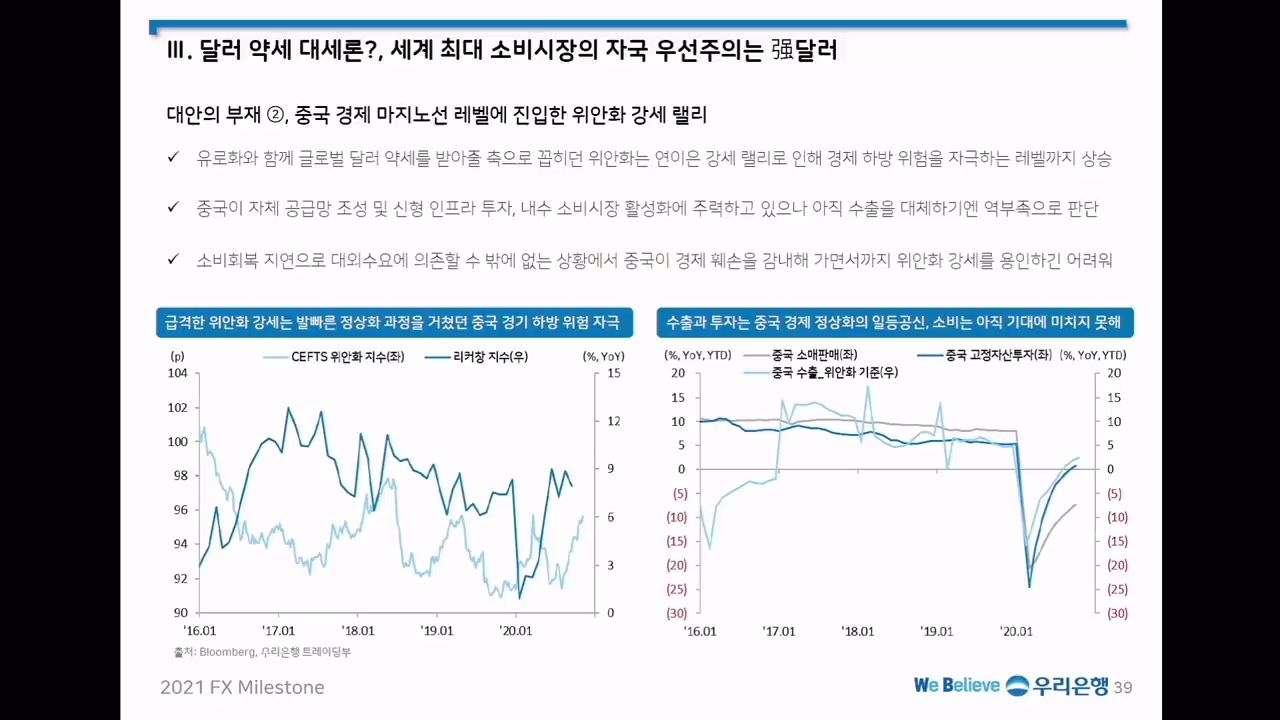 Ⅲ. 달러 약세 대세론?, 세계 최대 소비시장의 자국 우선주의는 强달러
대안의 부재 ②, 중국 경제 마지노선 레벨에 진입한 위안화 강세 랠리
✓ 유로화와 함께 글로벌 달러 약세를 받아줄 축으로 꼽히던 위안화는 연이은 강세 랠리로 인해 경제 하방 위험을 자극하는 레벨까지 상승
✓ 중국이 자체 공급망 조성 및 신형 인프라 투자, 내수 소비시장 활성화에 주력하고 있으나 아직 수출을 대체하기엔 역부족으로 판단
✓ 소비회복 지연으로 대외수요에 의존할 수 밖에 없는 상황에서 중국이 경제 훼손을 감내해 가면서까지 위안화 강세를 용인하긴 어려워
급격한 위안화 강세는 발빠른 정상화 과정을 거쳤던 중국 경기 하방 위험 자극
(p) CEFTS 위안화 지수(좌) 리커창 지수(우) (%, YoY)
104 15
102 12
100
98 9
96 6
94
92 3
90 0
'16.01 '17.01 '18.01 '19.01 '20.01
출처: Bloomberg, 우리은행 트레이딩부
수출과 투자는 중국 경제 정상화의 일등공신, 소비는 아직 기대에 미치지 못해
(%, YoY, YTD) 중국 소매판매(좌) 중국 고정자산투자(좌) (%, YoY, YTD)
중국 수출_위안화 기준(우)
20 20
15 15
10 10
5 5
0 0
(5) (5)
(10) (10)
(15) (15)
(20) (20)
(25) (25)
(30) (30)
'16.01 '17.01 '18.01 '19.01 '20.01
2021 FX Milestone
We Believe 우리은행 39